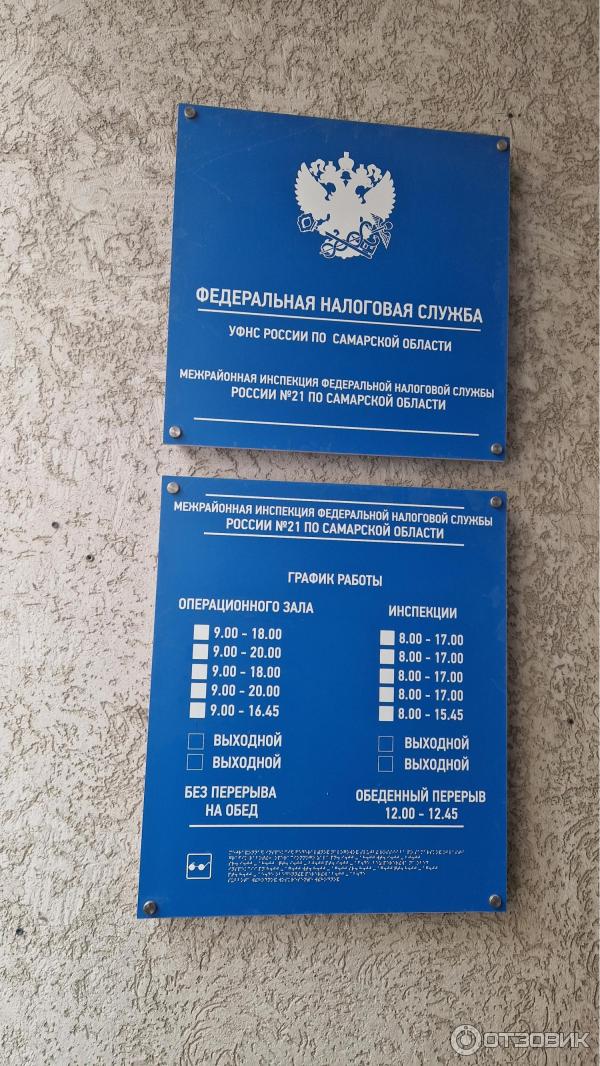 ФЕДЕРАЛЬНАЯ НАЛОГОВАЯ СЛУЖБА
УФНС РОССИИ ПО САМАРСКОЙ ОБЛАСТИ
МЕЖРАЙОННАЯ ИНСПЕКЦИЯ ФЕДЕРАЛЬНОЙ НАЛОГОВОЙ СЛУЖБЫ
РОССИИ №21 ПО САМАРСКОЙ ОБЛАСТИ
МЕЖРАЙОННАЯ ИНСПЕКЦИЯ ФЕДЕРАЛЬНОЙ НАЛОГОВОЙ СЛУЖБЫ
РОССИИ №21 ПО САМАРСКОЙ ОБЛАСТИ
ГРАФИК РАБОТЫ
ОПЕРАЦИОННОГО ЗАЛА
9.00 - 18.00
9.00 - 20.00
9.00 - 18.00
9.00 - 20.00
9.00 - 16.45
ВЫХОДНОЙ
ВЫХОДНОЙ
БЕЗ ПЕРЕРЫВА
НА ОБЕД
ИНСПЕКЦИИ
8.00 - 17.00
8.00 - 17.00
8.00 - 17.00
8.00 - 17.00
8.00 - 15.45
ВЫХОДНОЙ
ВЫХОДНОЙ
ОБЕДЕННЫЙ ПЕРЕРЫВ
12.00 - 12.45
ОТЗОВИК